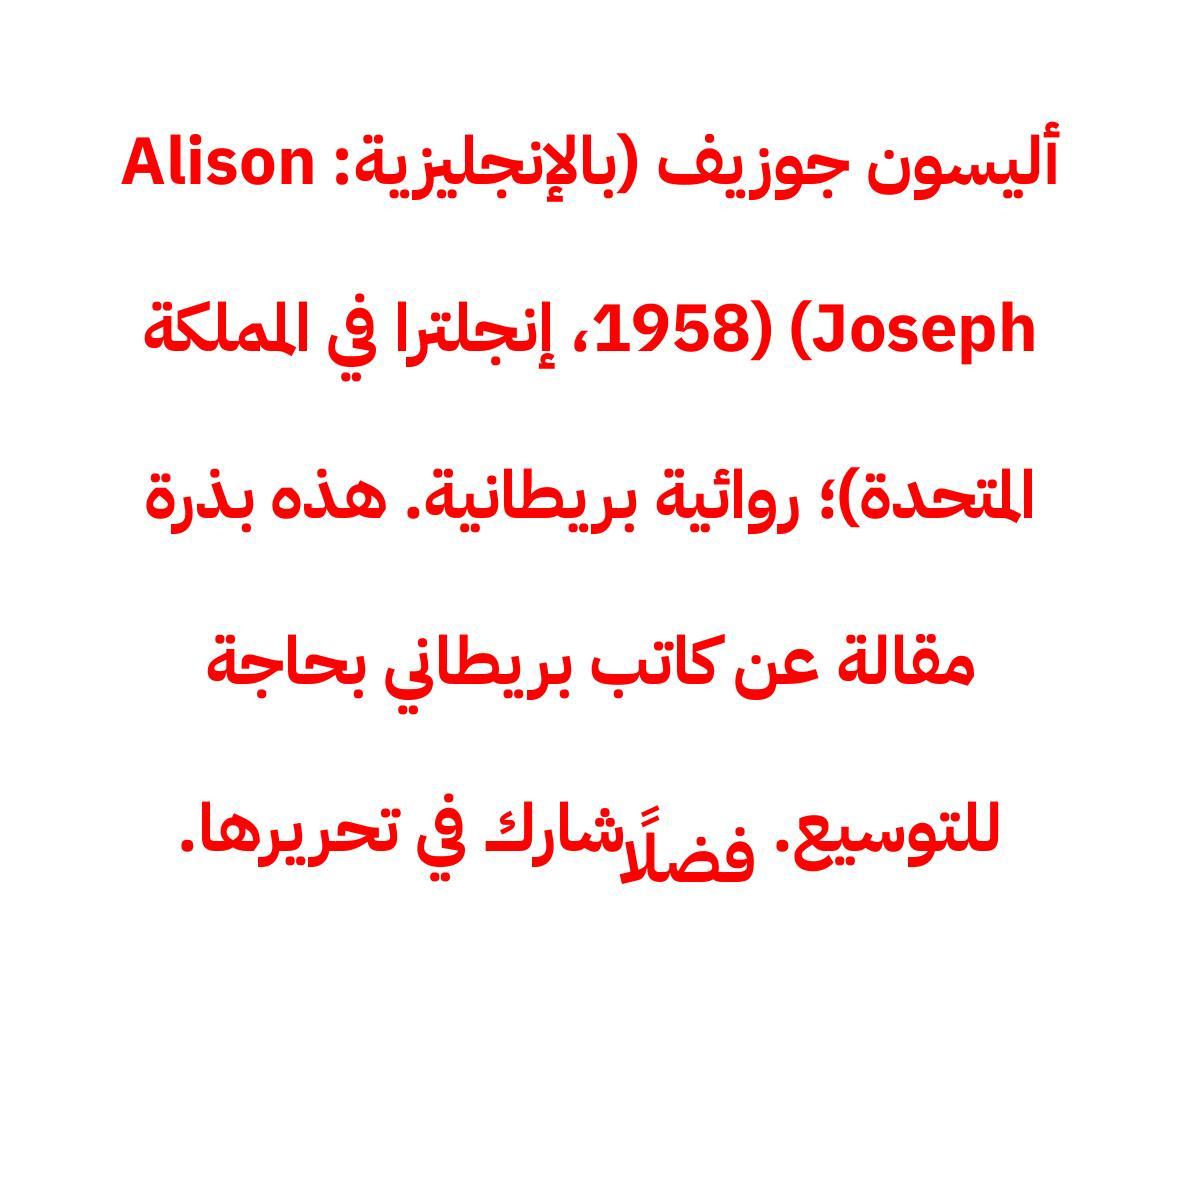 أليسون جوزيف (بالإنجليزية: Alison
Joseph) (1958، إنجلترا في المملكة
المتحدة)؛ روائية بريطانية. هذه بذرة
مقالة عن كاتب بريطاني بحاجة
للتوسيع. فضلًا شارك في تحريرها.